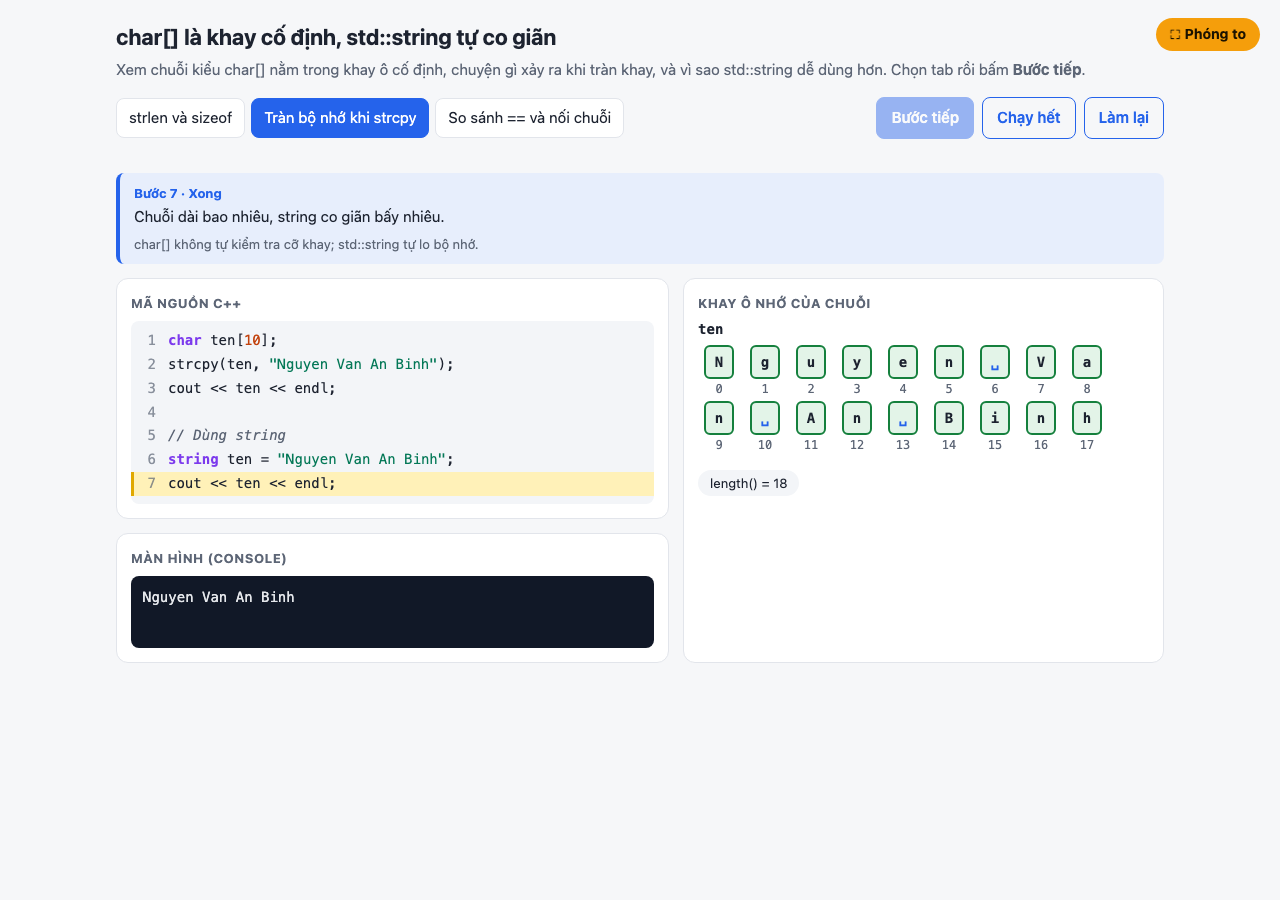 char[] là khay cố định, std::string tự co giãn
⛶ Phóng to
Xem chuỗi kiểu char[] nằm trong khay ô cố định, chuyện gì xảy ra khi tràn khay, và vì sao std::string dễ dùng hơn. Chọn tab rồi bấm Bước tiếp.
strlen và sizeof
Tràn bộ nhớ khi strcpy
So sánh == và nối chuỗi
Bước tiếp
Chạy hết
Làm lại
Bước 7 · Xong
Chuỗi dài bao nhiêu, string co giãn bấy nhiêu.
char[] không tự kiểm tra cỡ khay; std::string tự lo bộ nhớ.
MÃ NGUỒN C++
1 char ten[10];
2 strcpy(ten, "Nguyen Van An Binh");
3 cout << ten << endl;
4
5 // Dùng string
6 string ten = "Nguyen Van An Binh";
7 cout << ten << endl;
MÀN HÌNH (CONSOLE)
Nguyen Van An Binh
KHAY Ô NHỚ CỦA CHUỖI
ten
N g u y e n ␣ V a
0 1 2 3 4 5 6 7 8
n ␣ A n ␣ B i n h
9 10 11 12 13 14 15 16 17
length() = 18